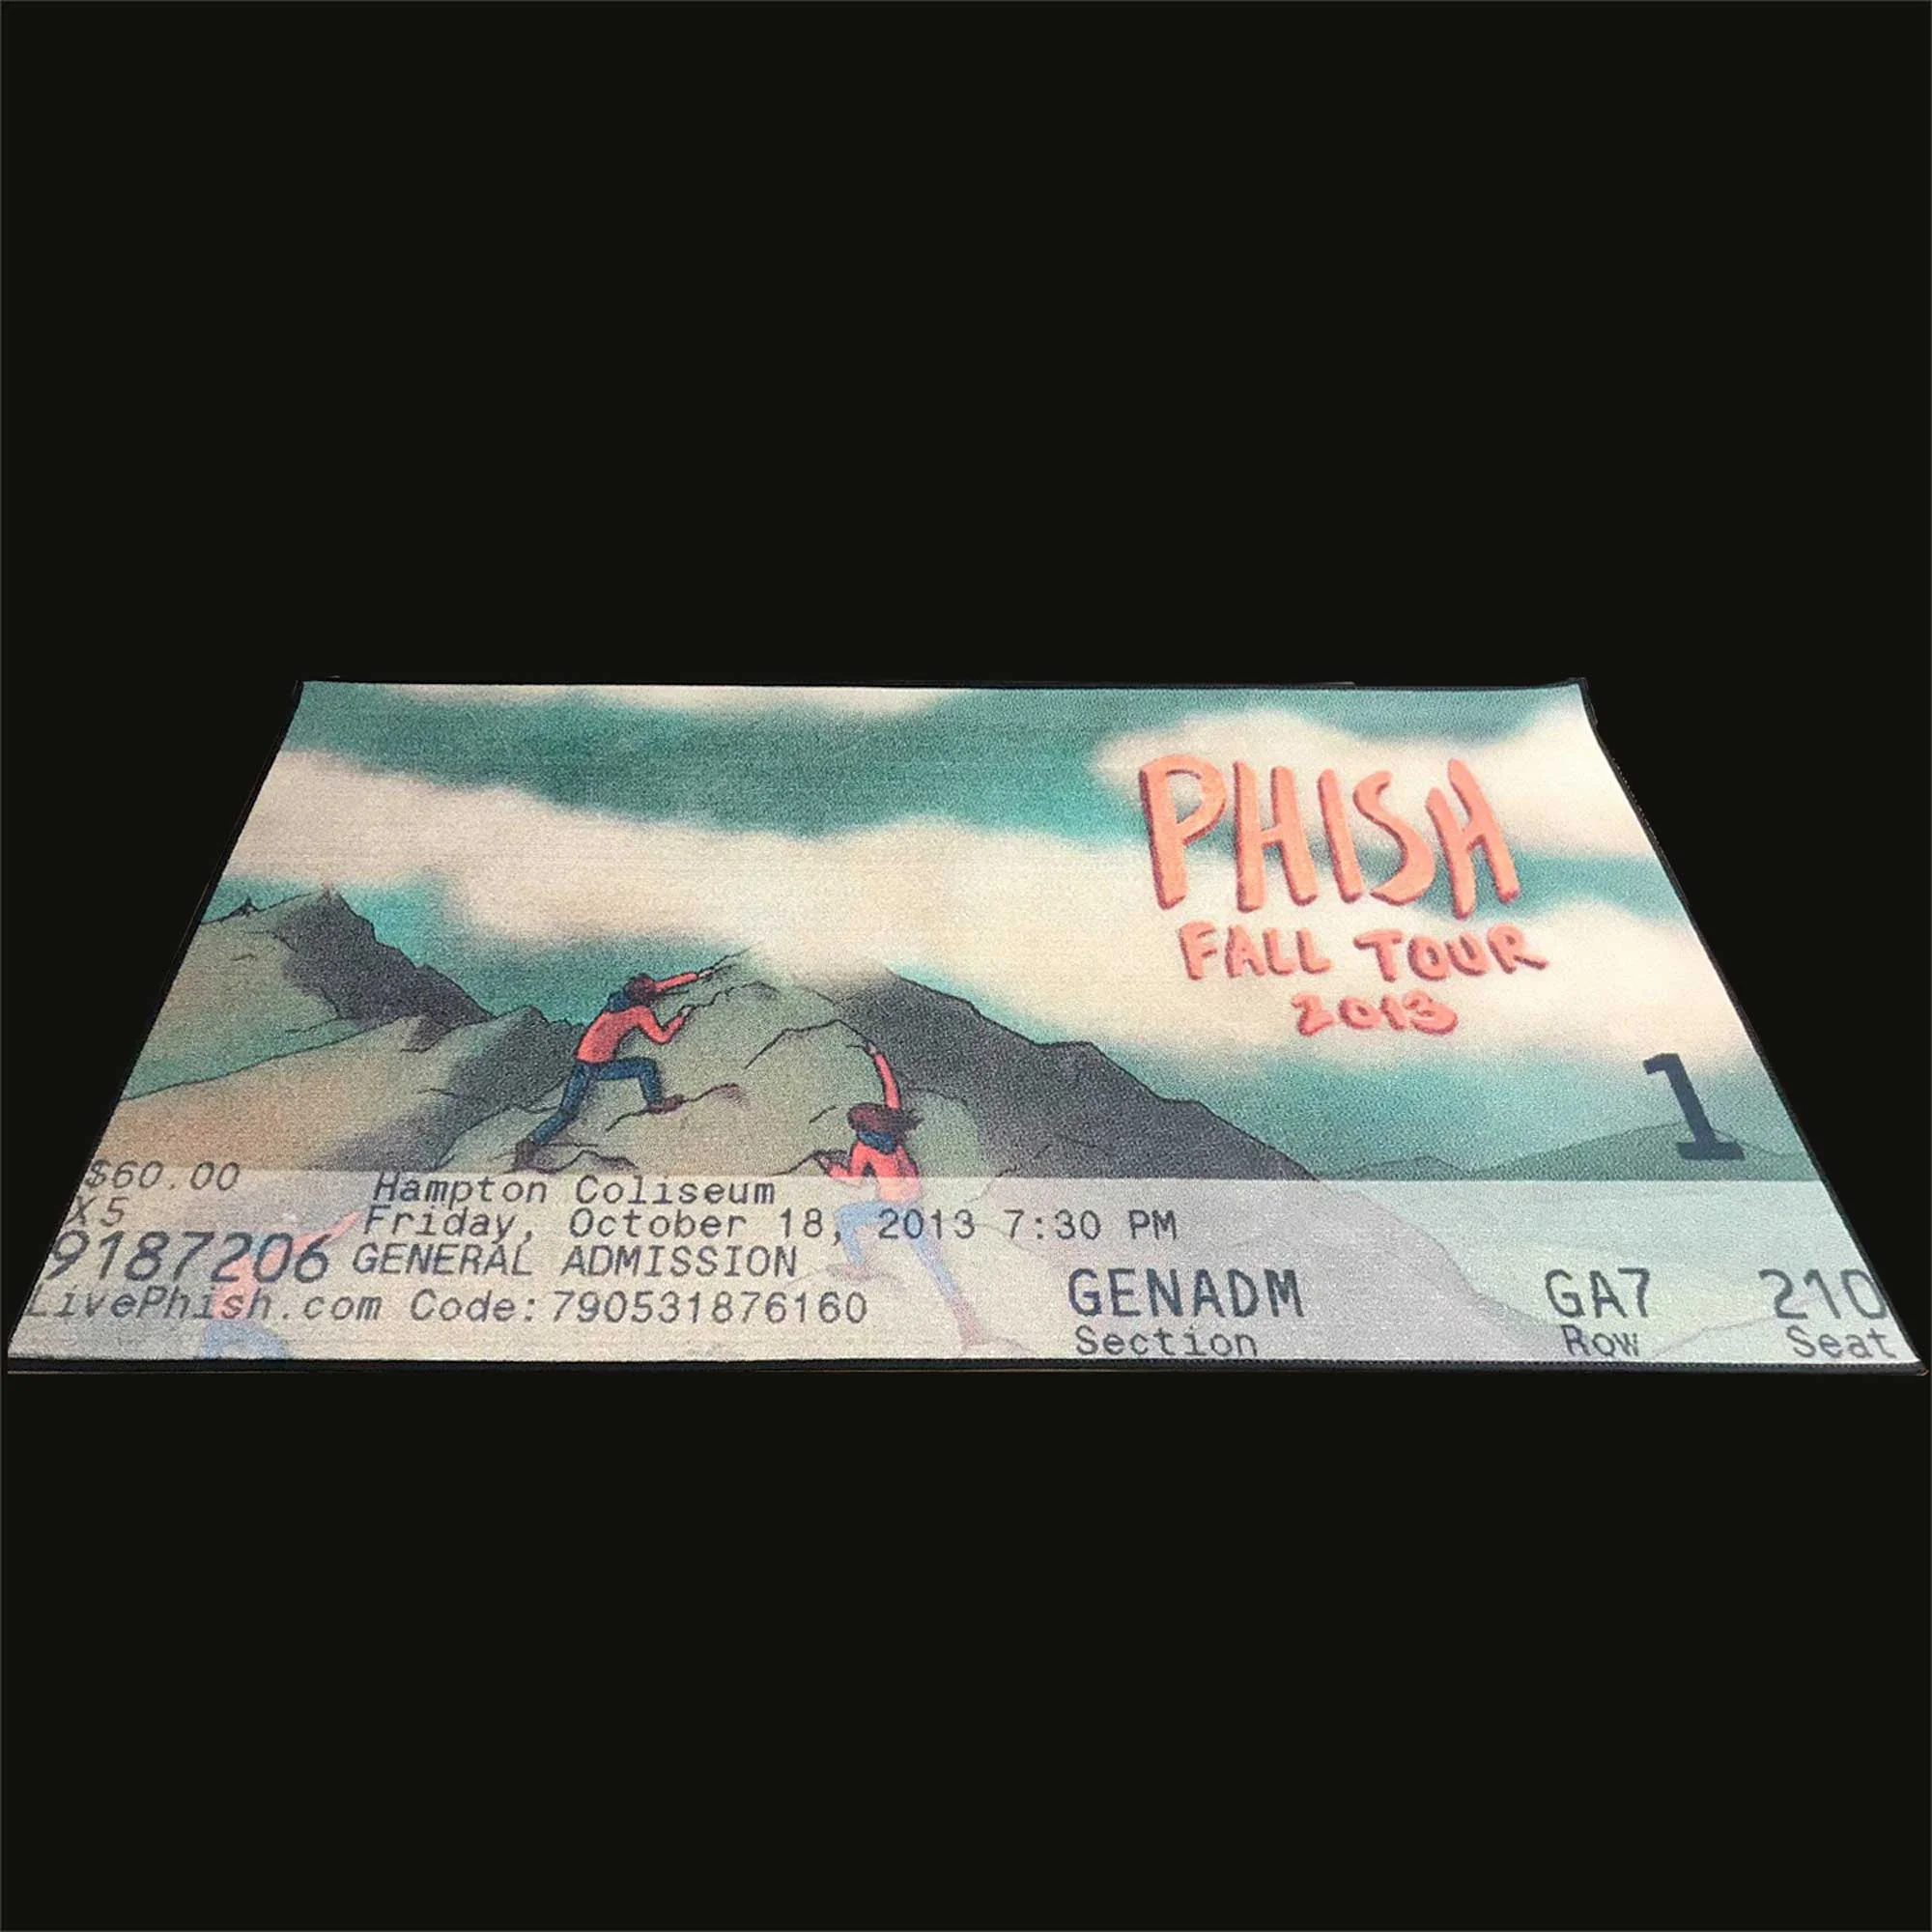 PHISH
FALL TOUR
2013
1
$60.00
X5
9187206
LivePhish.com Code:790531876160
Hampton Coliseum
Friday, October 18, 2013 7:30 PM
GENERAL ADMISSION
GENADM
Section
GA7
Row
210
Seat